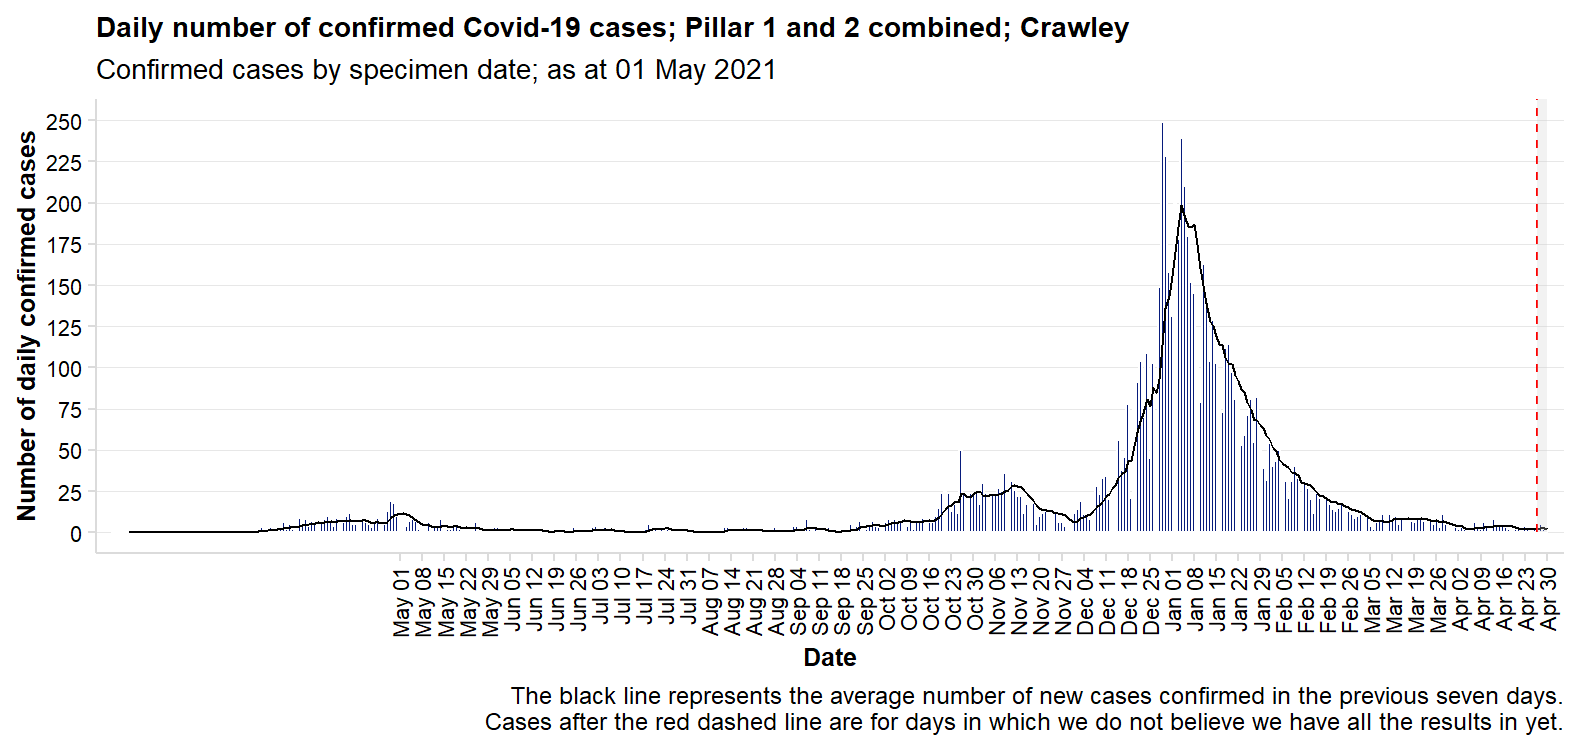 Daily number of confirmed Covid-19 cases; Pillar 1 and 2 combined; Crawley
Confirmed cases by specimen date; as at 01 May 2021
Number of daily confirmed cases
250
225
200
175
150
125
100
75
50
25
0
May 01
May 08
May 15
May 22
May 29
Jun 05
Jun 12
Jun 19
Jun 26
Jul 03
Jul 10
Jul 17
Jul 24
Jul 31
Aug 07
Aug 14
Aug 21
Aug 28
Sep 04
Sep 11
Sep 18
Sep 25
Oct 02
Oct 09
Oct 16
Oct 23
Oct 30
Nov 06
Nov 13
Nov 20
Nov 27
Dec 04
Dec 11
Dec 18
Dec 25
Jan 01
Jan 08
Jan 15
Jan 22
Jan 29
Feb 05
Feb 12
Feb 19
Feb 26
Mar 05
Mar 12
Mar 19
Mar 26
Apr 02
Apr 09
Apr 16
Apr 23
Apr 30
Date
The black line represents the average number of new cases confirmed in the previous seven days.
Cases after the red dashed line are for days in which we do not believe we have all the results in yet.